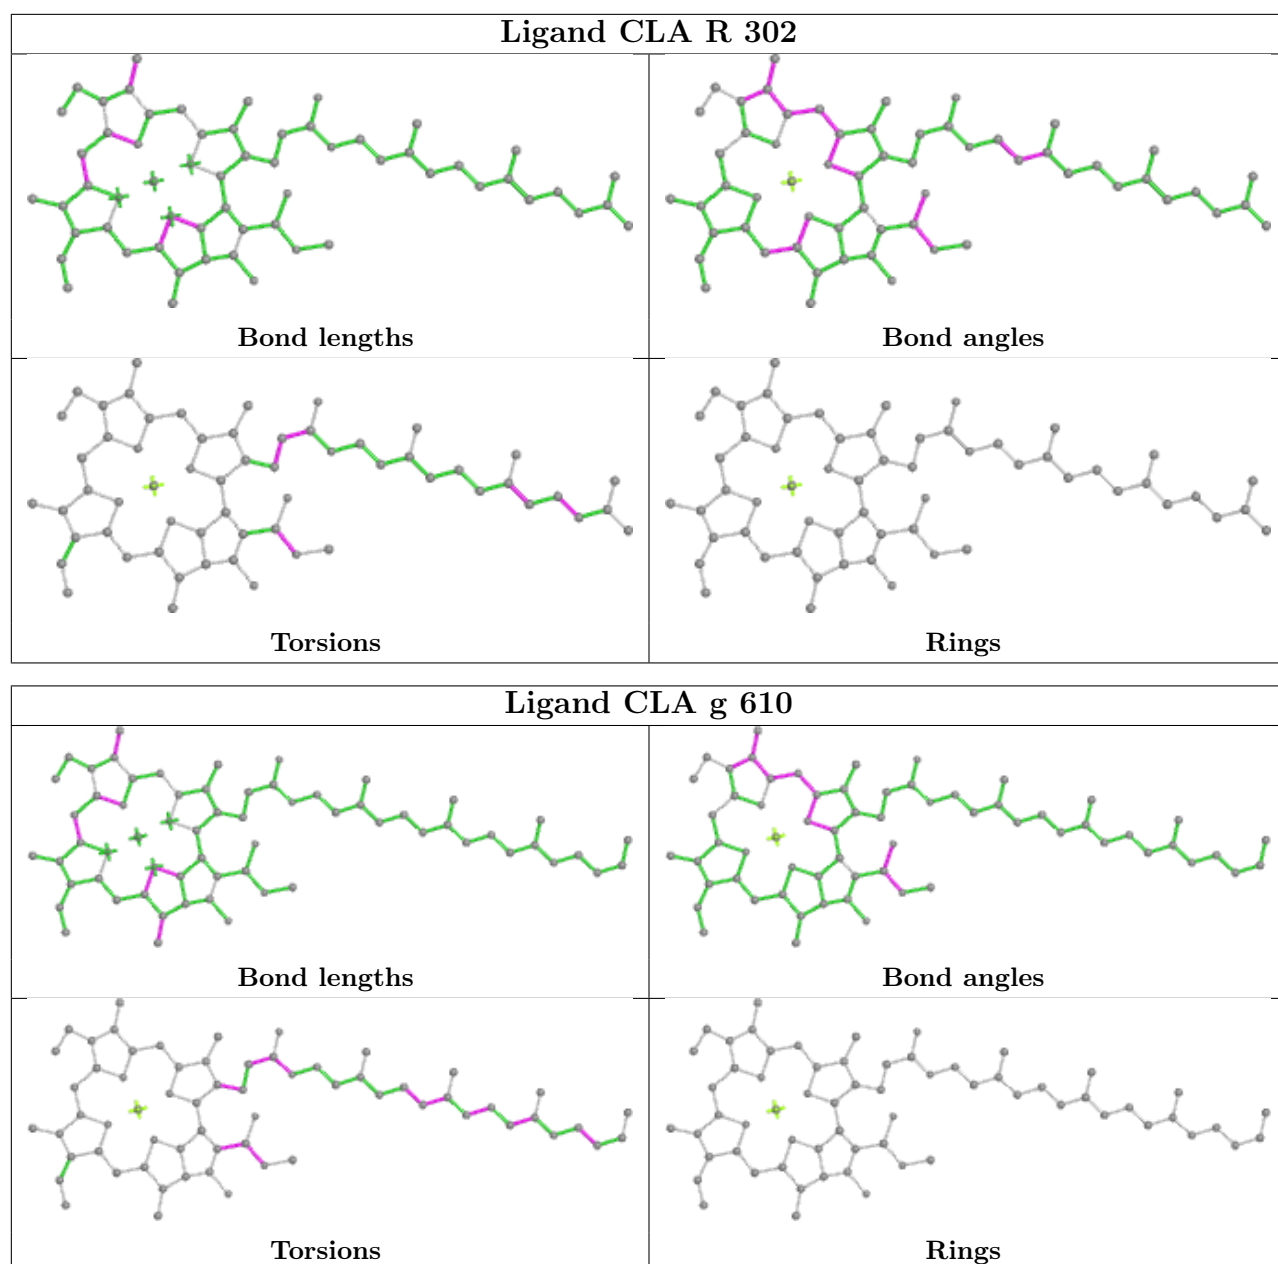 Ligand CLA R 302
Bond lengths
Bond angles
Torsions
Rings
Ligand CLA g 610
Bond lengths
Bond angles
Torsions
Rings